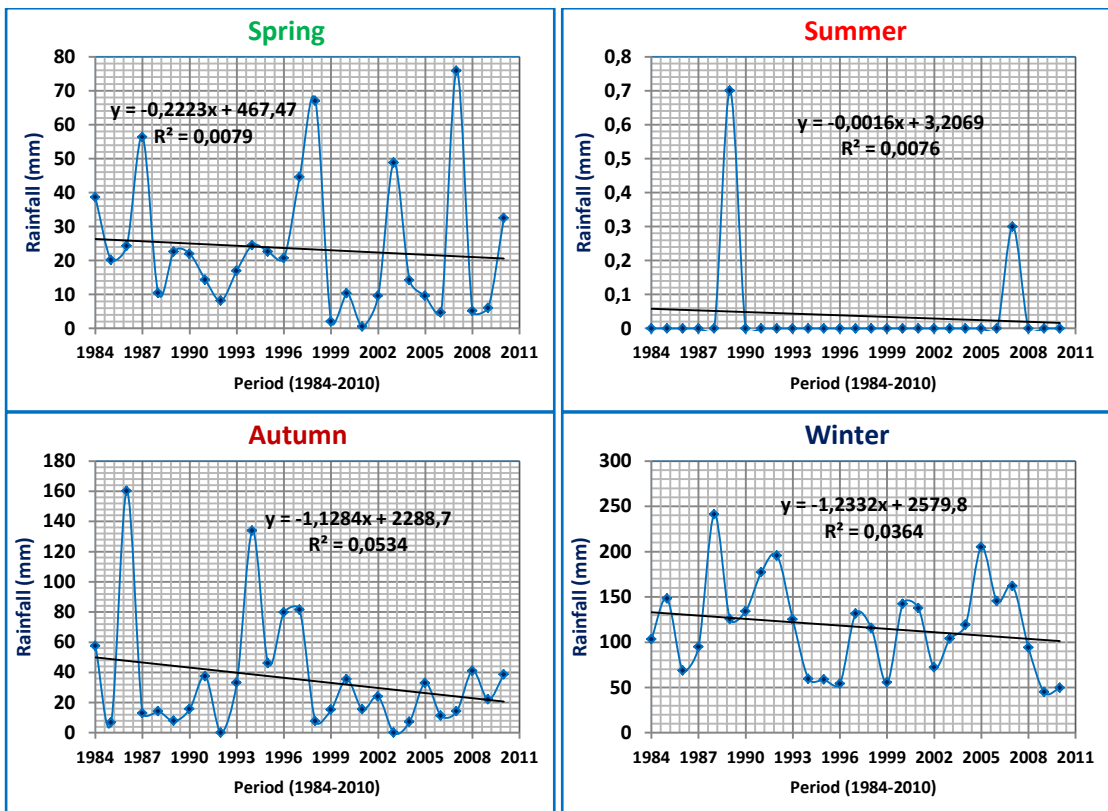 Spring
80
70
60
50
40
30
20
10
0
y = -0,2223x + 467,47
R² = 0,0079
Rainfall (mm)
1984 1987 1990 1993 1996 1999 2002 2005 2008 2011
Period (1984-2010)
Summer
0,8
0,7
0,6
0,5
0,4
0,3
0,2
0,1
0
y = -0,0016x + 3,2069
R² = 0,0076
Rainfall (mm)
1984 1987 1990 1993 1996 1999 2002 2005 2008 2011
Period (1984-2010)
Autumn
180
160
140
120
100
80
60
40
20
0
y = -1,1284x + 2288,7
R² = 0,0534
Rainfall (mm)
1984 1987 1990 1993 1996 1999 2002 2005 2008 2011
Period (1984-2010)
Winter
300
250
200
150
100
50
0
y = -1,2332x + 2579,8
R² = 0,0364
Rainfall (mm)
1984 1987 1990 1993 1996 1999 2002 2005 2008 2011
Period (1984-2010)